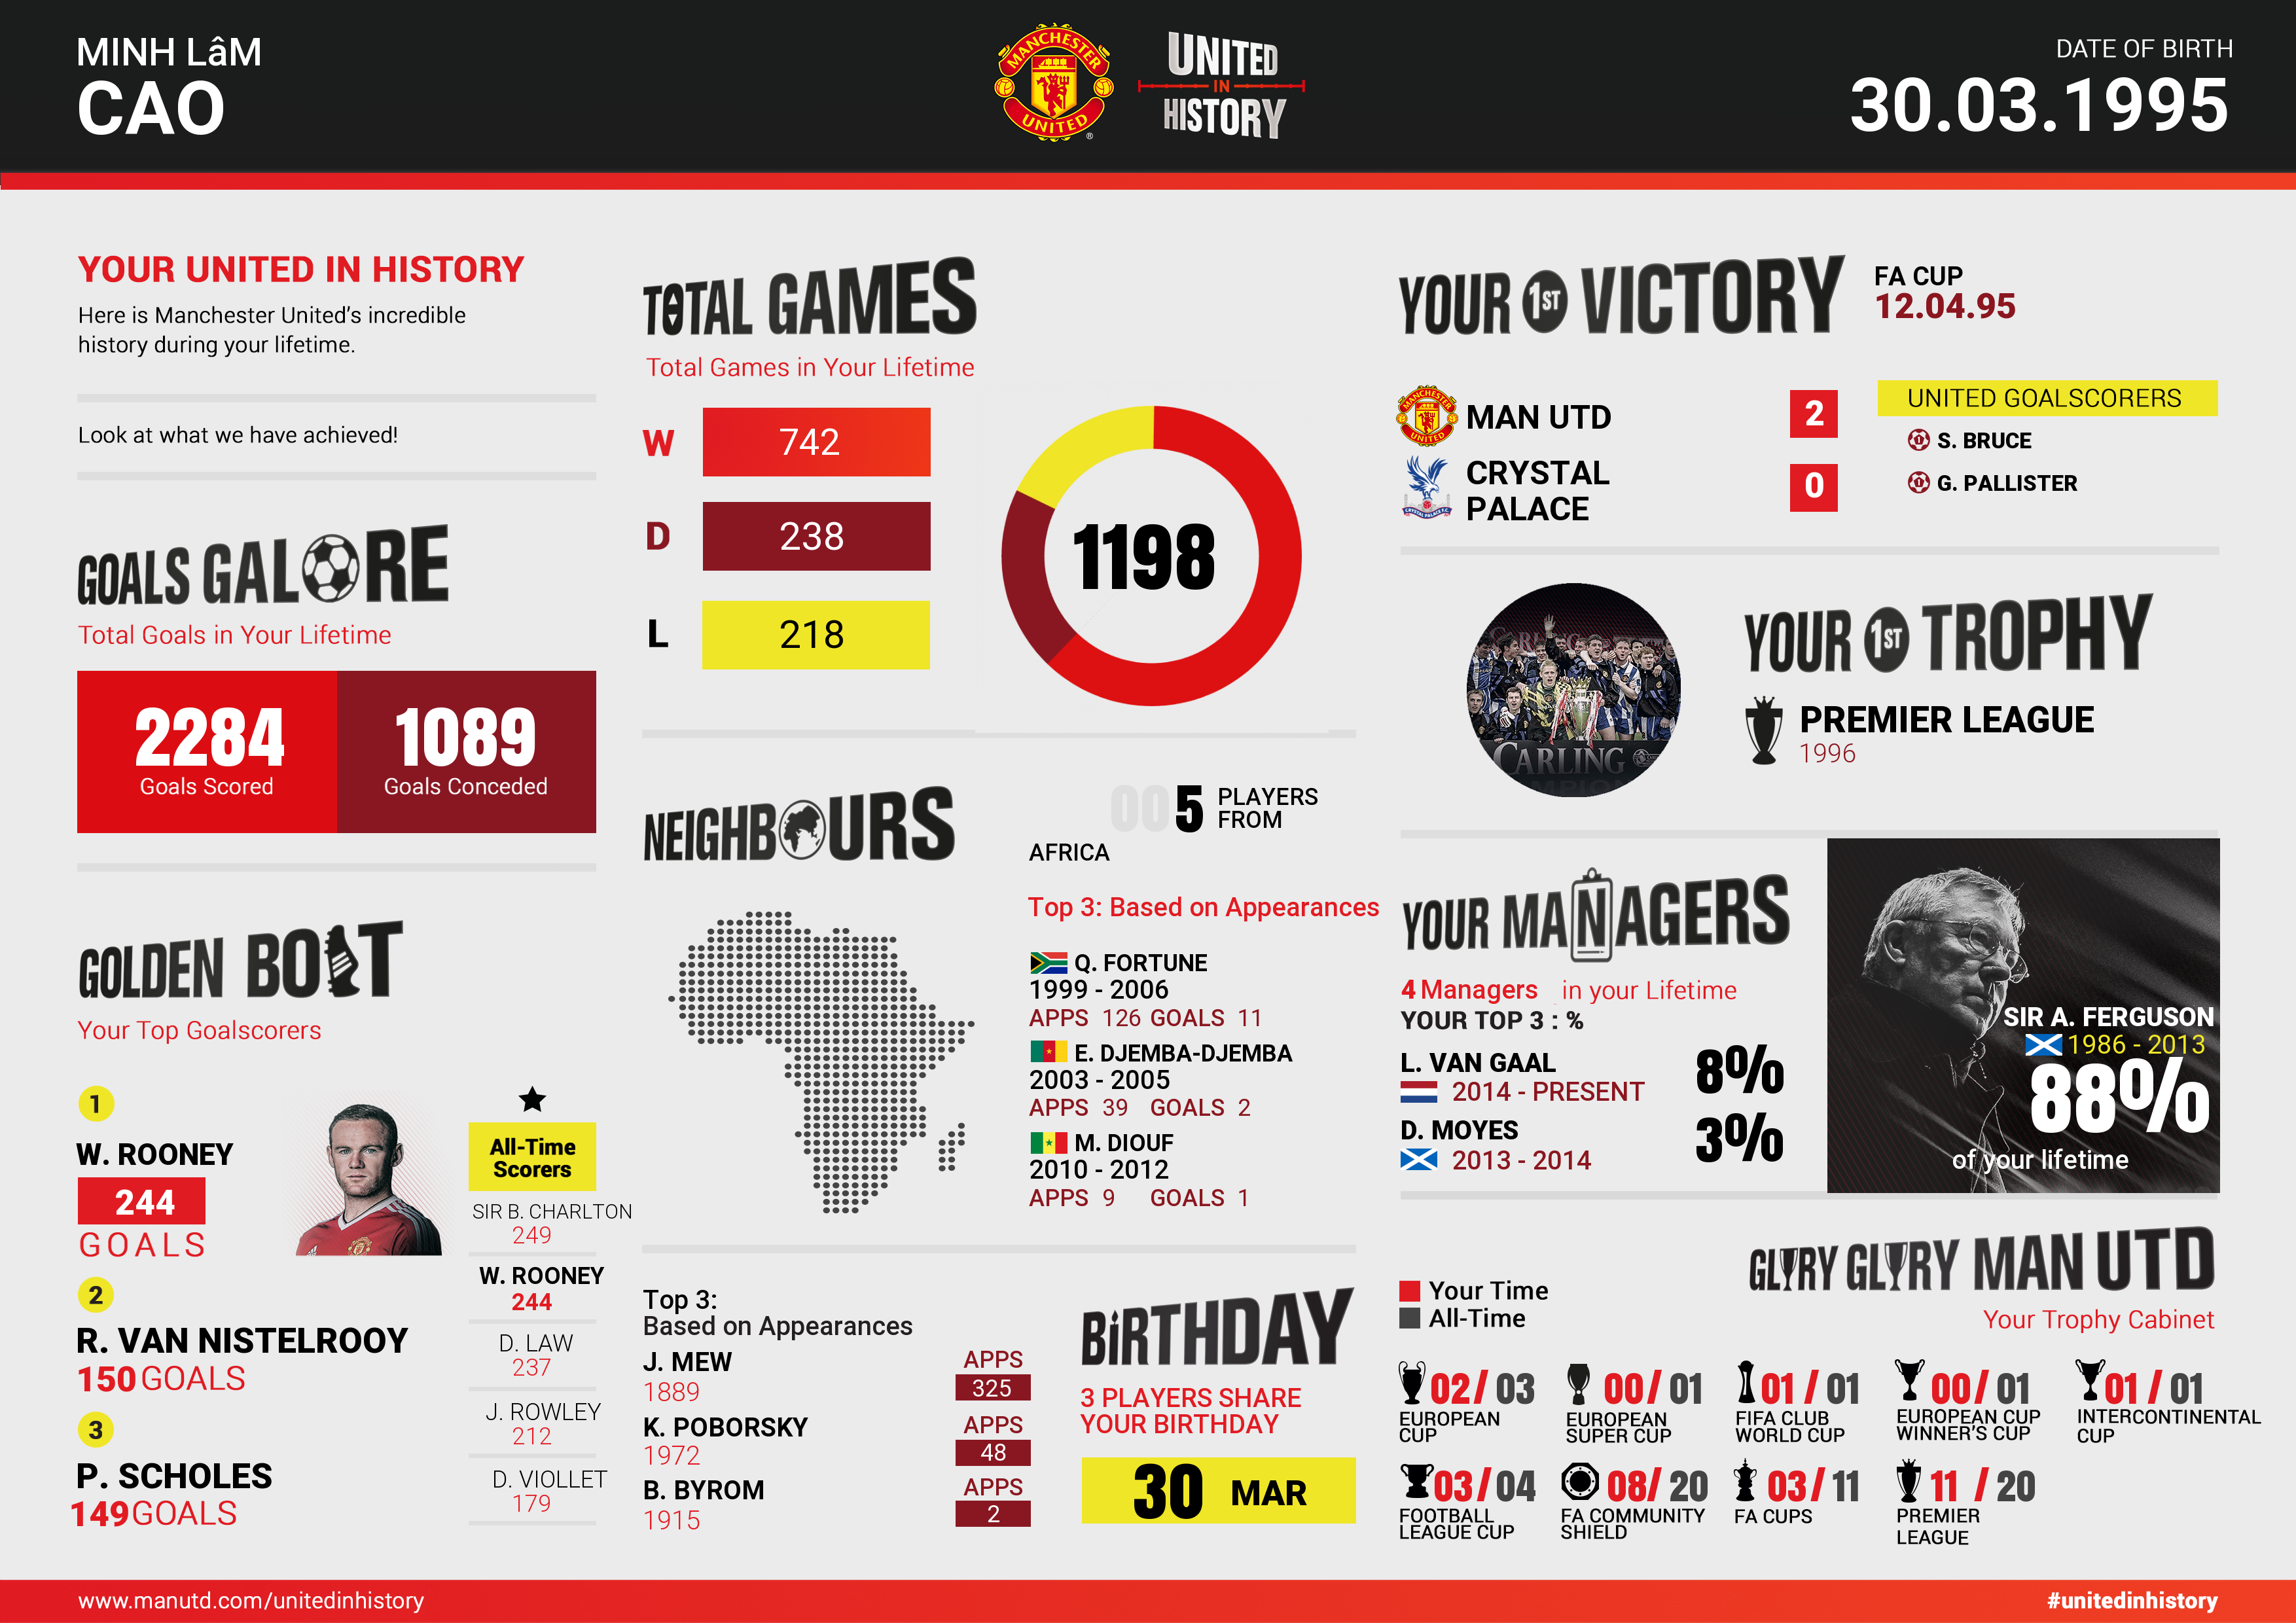 MINH LâM
CAO
MANCHESTER
UNITED
®
UNITED
IN
HISTORY
DATE OF BIRTH
30.03.1995
YOUR UNITED IN HISTORY
Here is Manchester United's incredible
history during your lifetime.
Look at what we have achieved!
GOALS GALORE
Total Goals in Your Lifetime
2284
Goals Scored
1089
Goals Conceded
GOLDEN BOOT
Your Top Goalscorers
1
W. ROONEY
244
GOALS
2
R. VAN NISTELROOY
150 GOALS
3
P. SCHOLES
149 GOALS
All-Time
Scorers
SIR B. CHARLTON
249
W. ROONEY
244
D. LAW
237
J. ROWLEY
212
D. VIOLLET
179
TOTAL GAMES
Total Games in Your Lifetime
W 742
D 238
L 218
1198
NEIGHBOURS
005 PLAYERS
FROM
AFRICA
Top 3: Based on Appearances
Q. FORTUNE
1999 - 2006
APPS 126 GOALS 11
E. DJEMBA-DJEMBA
2003 - 2005
APPS 39 GOALS 2
M. DIOUF
2010 - 2012
APPS 9 GOALS 1
Top 3:
Based on Appearances
J. MEW
1889
APPS
325
K. POBORSKY
1972
APPS
48
B. BYROM
1915
APPS
2
BiRTHDAY
3 PLAYERS SHARE
YOUR BIRTHDAY
30 MAR
YOUR 1ST VICTORY
FA CUP
12.04.95
MANCHESTER
UNITED
MAN UTD
2
CRYSTAL PALACE F.C.
CRYSTAL
PALACE
0
UNITED GOALSCORERS
1 S. BRUCE
1 G. PALLISTER
YOUR 1ST TROPHY
CARLING
PREMIER LEAGUE
1996
YOUR MANAGERS
4 Managers in your Lifetime
YOUR TOP 3 : %
L. VAN GAAL
2014 - PRESENT
8%
D. MOYES
2013 - 2014
3%
SIR A. FERGUSON
1986 - 2013
88%
of your lifetime
GLORY GLORY MAN UTD
Your Trophy Cabinet
Your Time
All-Time
02/ 03
EUROPEAN
CUP
00/ 01
EUROPEAN
SUPER CUP
01 / 01
FIFA CLUB
WORLD CUP
00/ 01
EUROPEAN CUP
WINNER'S CUP
01 / 01
INTERCONTINENTAL
CUP
03/ 04
FOOTBALL
LEAGUE CUP
08/ 20
FA COMMUNITY
SHIELD
03/ 11
FA CUPS
11 / 20
PREMIER
LEAGUE
www.manutd.com/unitedinhistory
#unitedinhistory